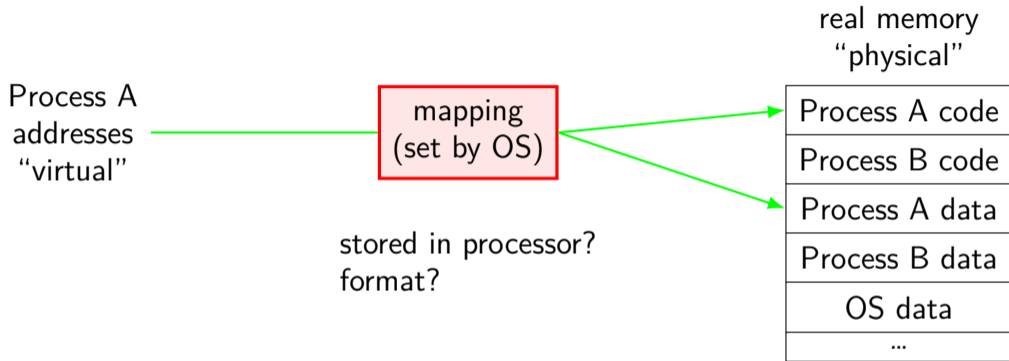 real memory
“physical”
Process A
addresses
“virtual”
mapping
(set by OS)
stored in processor?
format?
Process A code
Process B code
Process A data
Process B data
OS data
...